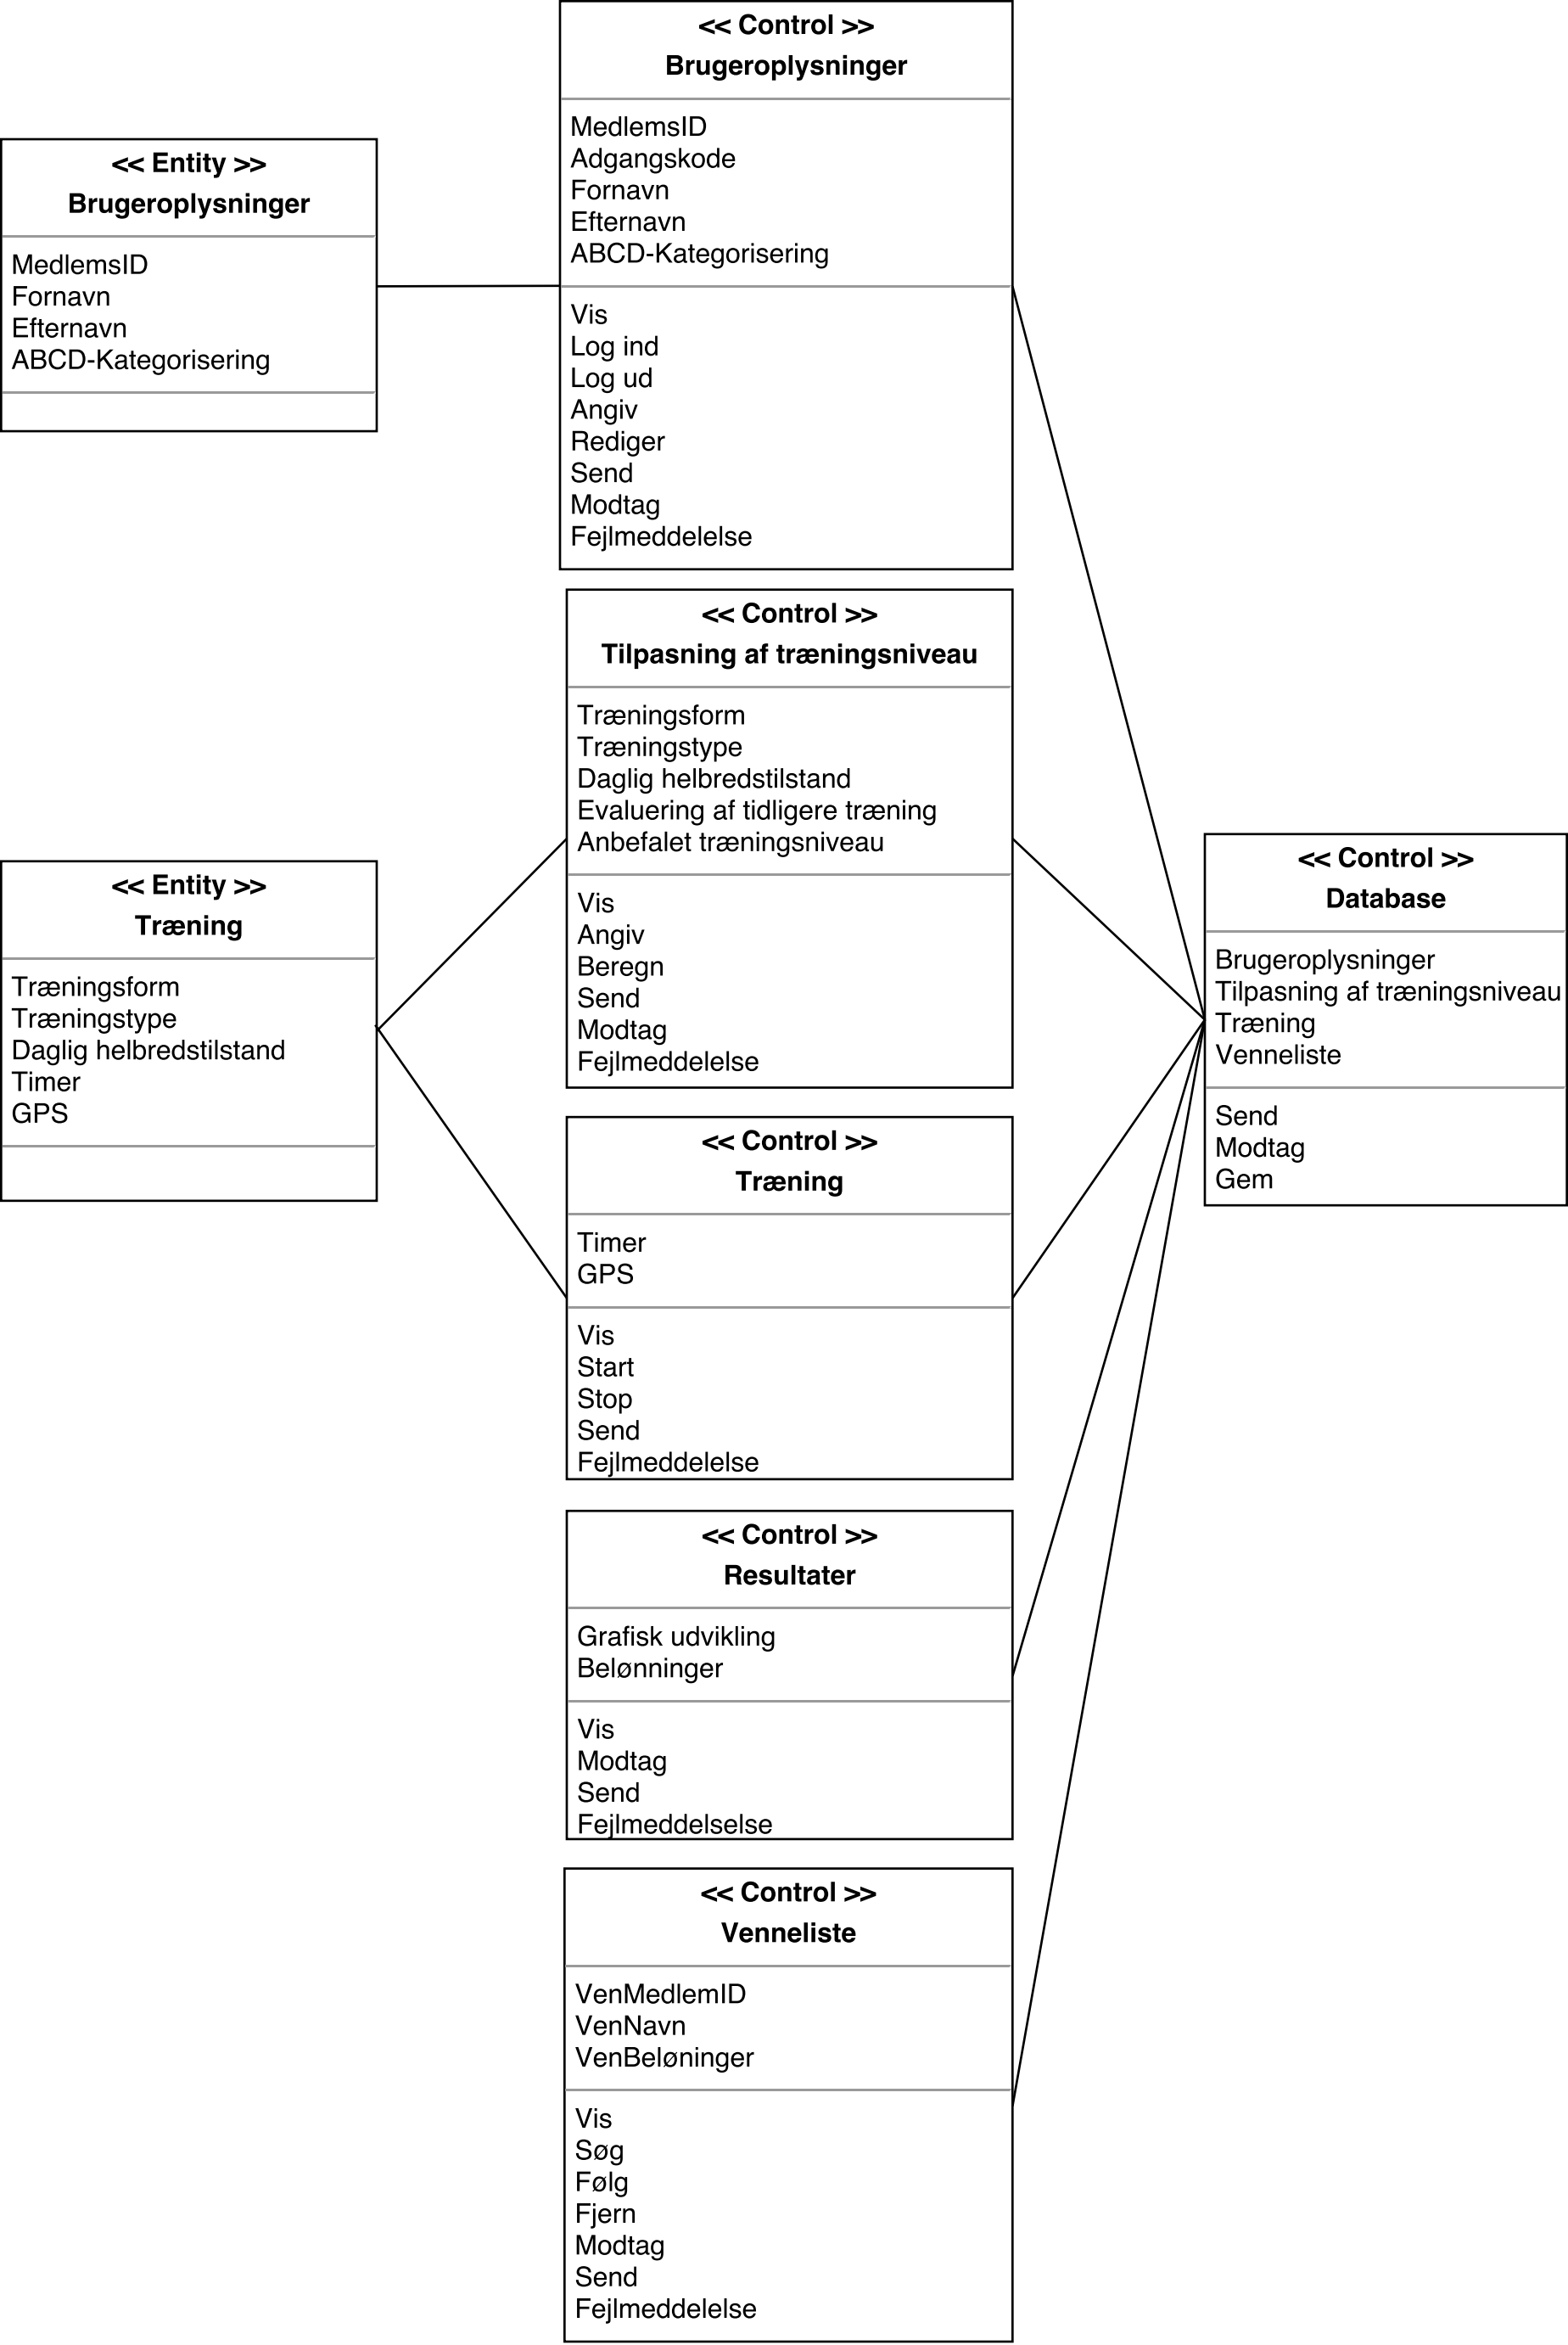 << Control >>
Brugeroplysninger
MedlemsID
Adgangskode
Fornavn
Efternavn
ABCD-Kategorisering
Vis
Log ind
Log ud
Angiv
Rediger
Send
Modtag
Fejlmeddelelse
<< Entity >>
Brugeroplysninger
MedlemsID
Fornavn
Efternavn
ABCD-Kategorisering
<< Control >>
Tilpasning af træningsniveau
Træningsform
Træningstype
Daglig helbredstilstand
Evaluering af tidligere træning
Anbefalet træningsniveau
Vis
Angiv
Beregn
Send
Modtag
Fejlmeddelelse
<< Entity >>
Træning
Træningsform
Træningstype
Daglig helbredstilstand
Timer
GPS
<< Control >>
Database
Brugeroplysninger
Tilpasning af træningsniveau
Træning
Venneliste
Send
Modtag
Gem
<< Control >>
Træning
Timer
GPS
Vis
Start
Stop
Send
Fejlmeddelelse
<< Control >>
Resultater
Grafisk udvikling
Belønninger
Vis
Modtag
Send
Fejlmeddelselse
<< Control >>
Venneliste
VenMedlemID
VenNavn
VenBeløninger
Vis
Søg
Følg
Fjern
Modtag
Send
Fejlmeddelelse